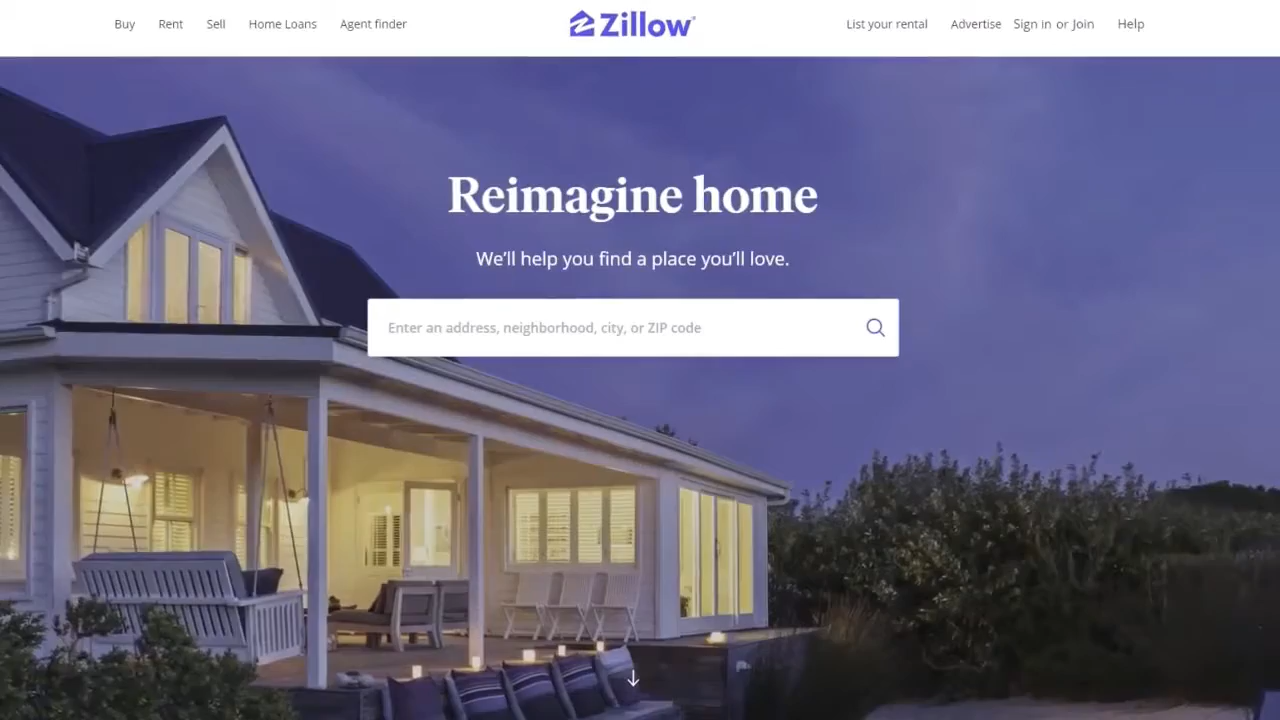 Buy Rent Sell Home Loans Agent finder Zillow List your rental Advertise Sign in or Join Help
Reimagine home
We'll help you find a place you'll love.
Enter an address, neighborhood, city, or ZIP code